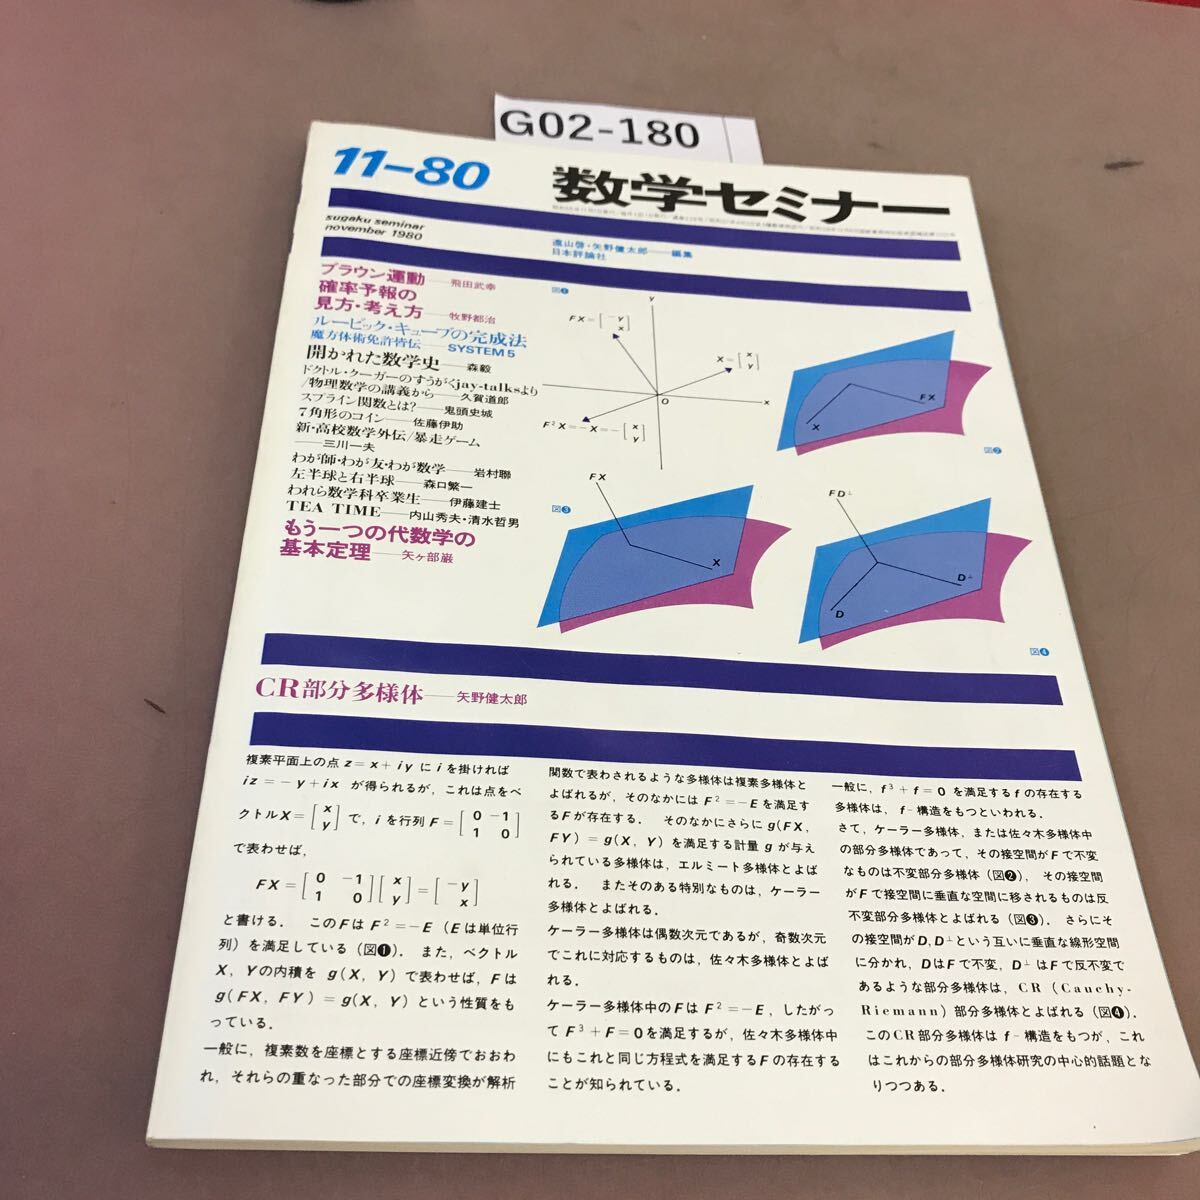 G02-180
11-80
数学セミナー
sugaku seminar
november 1980
遠山啓・矢野健太郎——編集
日本評論社
ブラウン運動——飛田武幸
確率予報の
見方・考え方——牧野都治
ルービック・キューブの完成法
魔方体術免許皆伝——SYSTEM5
開かれた数学史——森毅
ドクトル・クーガーのすうがくjay-talksより
/物理数学の講義から——久賀道郎
スプライン関数とは?——鬼頭史城
7角形のコイン——佐藤伊助
新・高校数学外伝/暴走ゲーム
——三川一夫
わが師・わが友・わが数学——岩村聯
左半球と右半球——森口繁一
われら数学科卒業生——伊藤建士
TEA TIME——内山秀夫・清水哲男
もう一つの代数学の
基本定理——矢ヶ部巌
図❶
y
FX=[-y x]
X=[x y]
O
x
F²X=-X=-[x y]
X
FX
図❷
FX
図❸
X
FD⊥
D⊥
D
図❹
CR部分多様体——矢野健太郎
複素平面上の点 z=x+iy に i を掛ければ
iz=-y+ix が得られるが，これは点をベ
クトルX=[x y]で，i を行列 F=[0 -1 1 0]
で表わせば，
FX=[0 -1 1 0][x y]=[-y x]
と書ける． このFは F²=-E（Eは単位行
列）を満足している（図❶）． また，ベクトル
X，Yの内積を g(X，Y) で表わせば，Fは
g(FX，FY)=g(X，Y) という性質をも
っている．
一般に，複素数を座標とする座標近傍でおおわ
れ，それらの重なった部分での座標変換が解析
関数で表わされるような多様体は複素多様体と
よばれるが，そのなかには F²=-E を満足す
るFが存在する． そのなかにさらに g(FX，
FY)=g(X，Y) を満足する計量 g が与え
られている多様体は，エルミート多様体とよば
れる． またそのある特別なものは，ケーラー
多様体とよばれる．
ケーラー多様体は偶数次元であるが，奇数次元
でこれに対応するものは，佐々木多様体とよば
れる．
ケーラー多様体中のFは F²=-E，したがっ
て F³+F=0を満足するが，佐々木多様体中
にもこれと同じ方程式を満足するFの存在する
ことが知られている．
一般に，f³+f=0 を満足する f の存在する
多様体は， f-構造をもつといわれる．
さて，ケーラー多様体，または佐々木多様体中
の部分多様体であって，その接空間がFで不変
なものは不変部分多様体（図❷）， その接空間
がFで接空間に垂直な空間に移されるものは反
不変部分多様体とよばれる（図❸）． さらにそ
の接空間がD，D⊥という互いに垂直な線形空間
に分かれ，DはFで不変，D⊥はFで反不変で
あるような部分多様体は，CR（Cauchy-
Riemann）部分多様体とよばれる（図❹）．
このCR部分多様体は f-構造をもつが，これ
はこれからの部分多様体研究の中心的話題とな
りつつある．